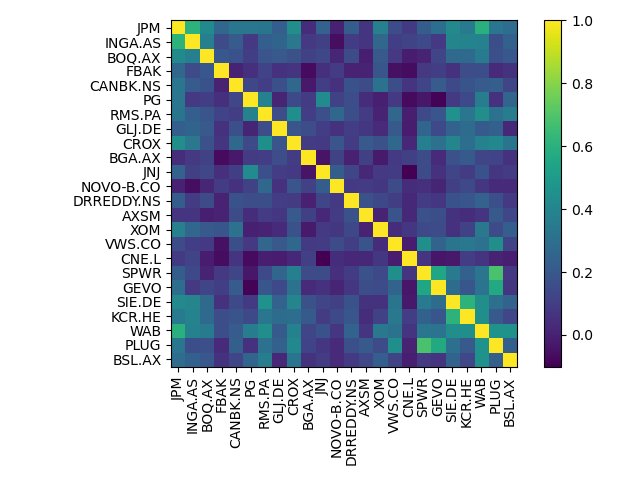 JPM
INGA.AS
BOQ.AX
FBAK
CANBK.NS
PG
RMS.PA
GLJ.DE
CROX
BGA.AX
JNJ
NOVO-B.CO
DRREDDY.NS
AXSM
XOM
VWS.CO
CNE.L
SPWR
GEVO
SIE.DE
KCR.HE
WAB
PLUG
BSL.AX
JPM
INGA.AS
BOQ.AX
FBAK
CANBK.NS
PG
RMS.PA
GLJ.DE
CROX
BGA.AX
JNJ
NOVO-B.CO
DRREDDY.NS
AXSM
XOM
VWS.CO
CNE.L
SPWR
GEVO
SIE.DE
KCR.HE
WAB
PLUG
BSL.AX
1.0
0.8
0.6
0.4
0.2
0.0